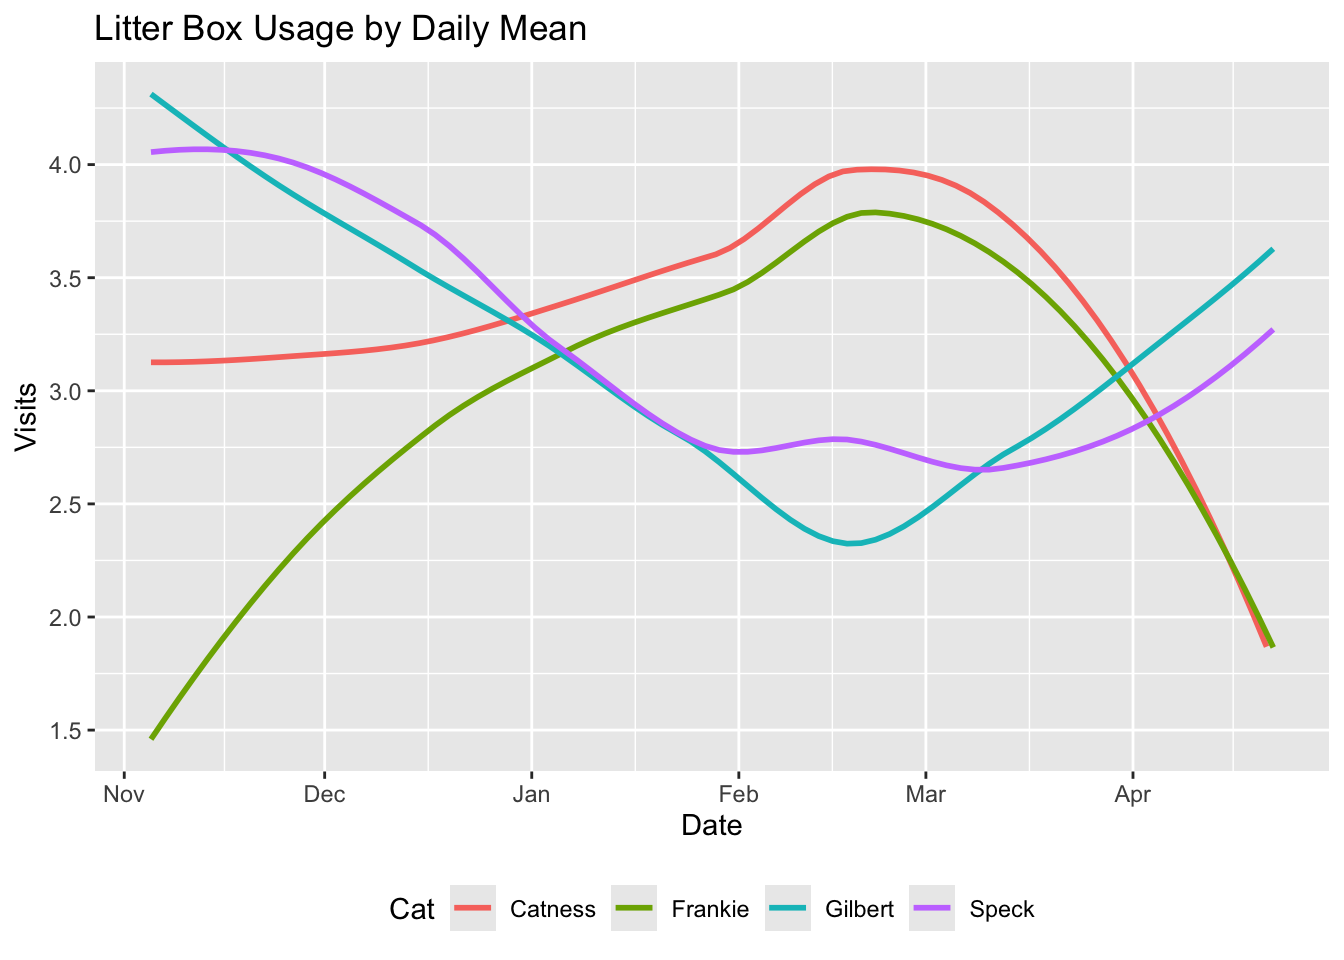 Litter Box Usage by Daily Mean
4.0
3.5
3.0
2.5
2.0
1.5
Visits
Nov Dec Jan Feb Mar Apr
Date
Cat Catness Frankie Gilbert Speck